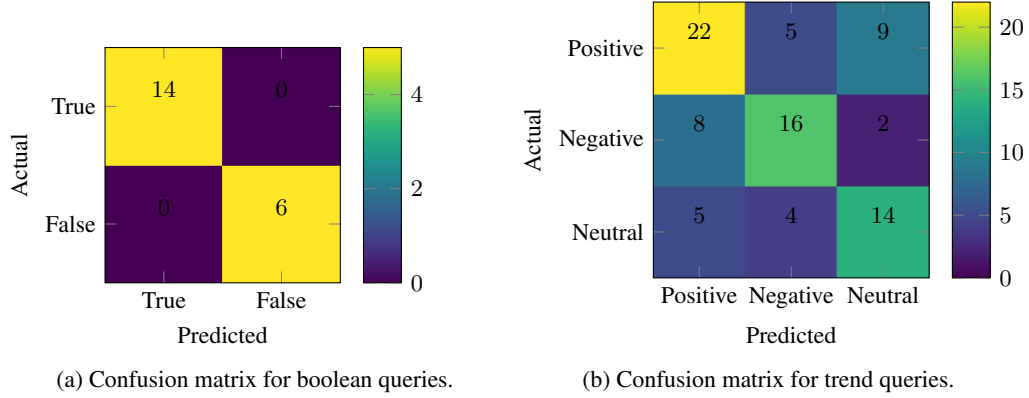 True
False
Actual
14 0
0 6
True False
Predicted
4
2
0
(a) Confusion matrix for boolean queries.
Positive
Negative
Neutral
Actual
22 5 9
8 16 2
5 4 14
Positive Negative Neutral
Predicted
20
15
10
5
0
(b) Confusion matrix for trend queries.